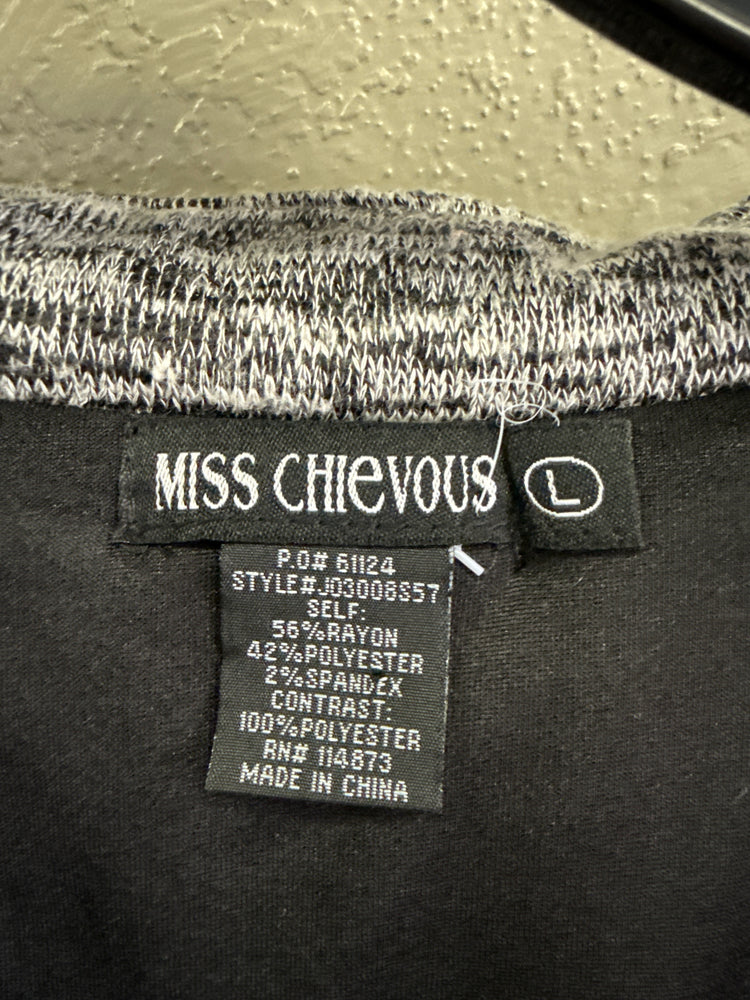 MISS CHIeVOUS
L
P.O# 61124
STYLE#J03008S57
SELF:
56%RAYON
42%POLYESTER
2%SPANDEX
CONTRAST:
100%POLYESTER
RN# 114873
MADE IN CHINA